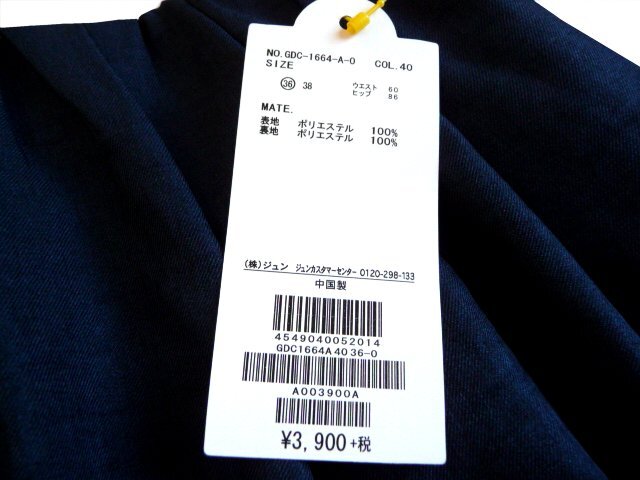 NO.GDC-1664-A-0 COL.40
SIZE
36 38 ウエスト 60
ヒップ 86
MATE.
表地 ポリエステル 100%
裏地 ポリエステル 100%
(株)ジュン ジュンカスタマーセンター 0120-298-133
中国製
4549040052014
GDC1664A4036-0
A003900A
¥3,900+税